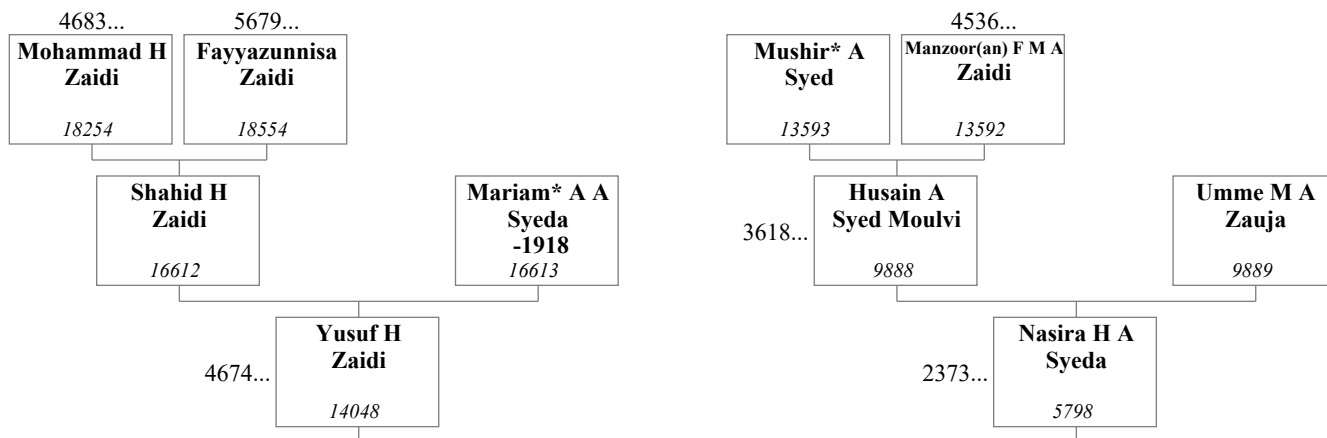 4683...
5679...
4536...
Mohammad H
Zaidi
18254
Fayyazunnisa
Zaidi
18554
Mushir* A
Syed
13593
Manzoor(an) F M A
Zaidi
13592
Shahid H
Zaidi
16612
Mariam* A A
Syeda
-1918
16613
3618...
Husain A
Syed Moulvi
9888
Umme M A
Zauja
9889
4674...
Yusuf H
Zaidi
14048
2373...
Nasira H A
Syeda
5798